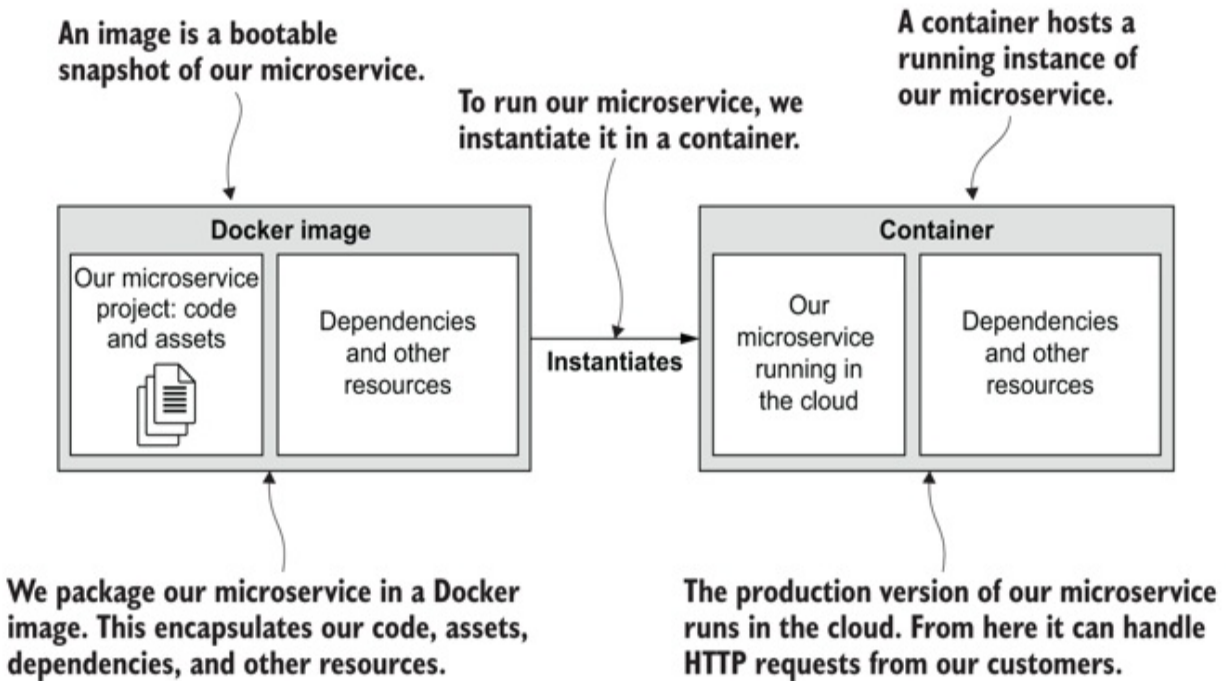 An image is a bootable
snapshot of our microservice.
To run our microservice, we
instantiate it in a container.
A container hosts a
running instance of
our microservice.
Docker image
Our microservice
project: code
and assets
Dependencies
and other
resources
Instantiates
Container
Our
microservice
running in
the cloud
Dependencies
and other
resources
We package our microservice in a Docker
image. This encapsulates our code, assets,
dependencies, and other resources.
The production version of our microservice
runs in the cloud. From here it can handle
HTTP requests from our customers.